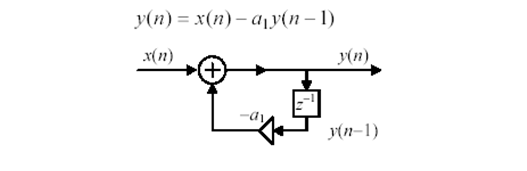 y(n) = x(n) − a₁y(n − 1)
x(n) y(n)
z⁻¹
−a₁
y(n−1)